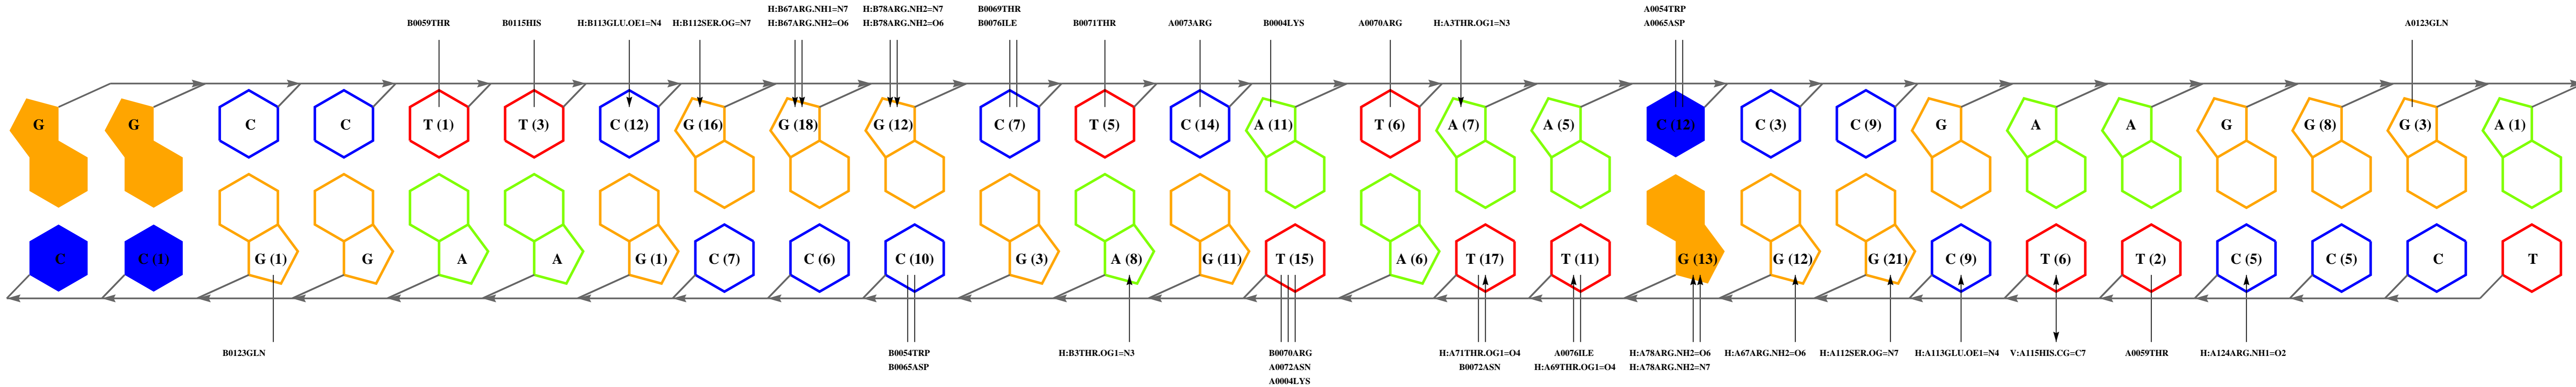 H:B67ARG.NH1=N7 H:B78ARG.NH2=N7 B0069THR A0054TRP
B0059THR B0115HIS H:B113GLU.OE1=N4 H:B112SER.OG=N7 H:B67ARG.NH2=O6 H:B78ARG.NH2=O6 B0076ILE B0071THR A0073ARG B0004LYS A0070ARG H:A3THR.OG1=N3 A0065ASP A0123GLN
G G C C T (1) T (3) C (12) G (16) G (18) G (12) C (7) T (5) C (14) A (11) T (6) A (7) A (5) C (12) C (3) C (9) G A A G G (8) G (3) A (1)
C C (1) G (1) G A A G (1) C (7) C (6) C (10) G (3) A (8) G (11) T (15) A (6) T (17) T (11) G (13) G (12) G (21) C (9) T (6) T (2) C (5) C (5) C T
B0123GLN B0054TRP H:B3THR.OG1=N3 B0070ARG H:A71THR.OG1=O4 A0076ILE H:A78ARG.NH2=O6 H:A67ARG.NH2=O6 H:A112SER.OG=N7 H:A113GLU.OE1=N4 V:A115HIS.CG=C7 A0059THR H:A124ARG.NH1=O2
B0065ASP A0072ASN B0072ASN H:A69THR.OG1=O4 H:A78ARG.NH2=N7
A0004LYS